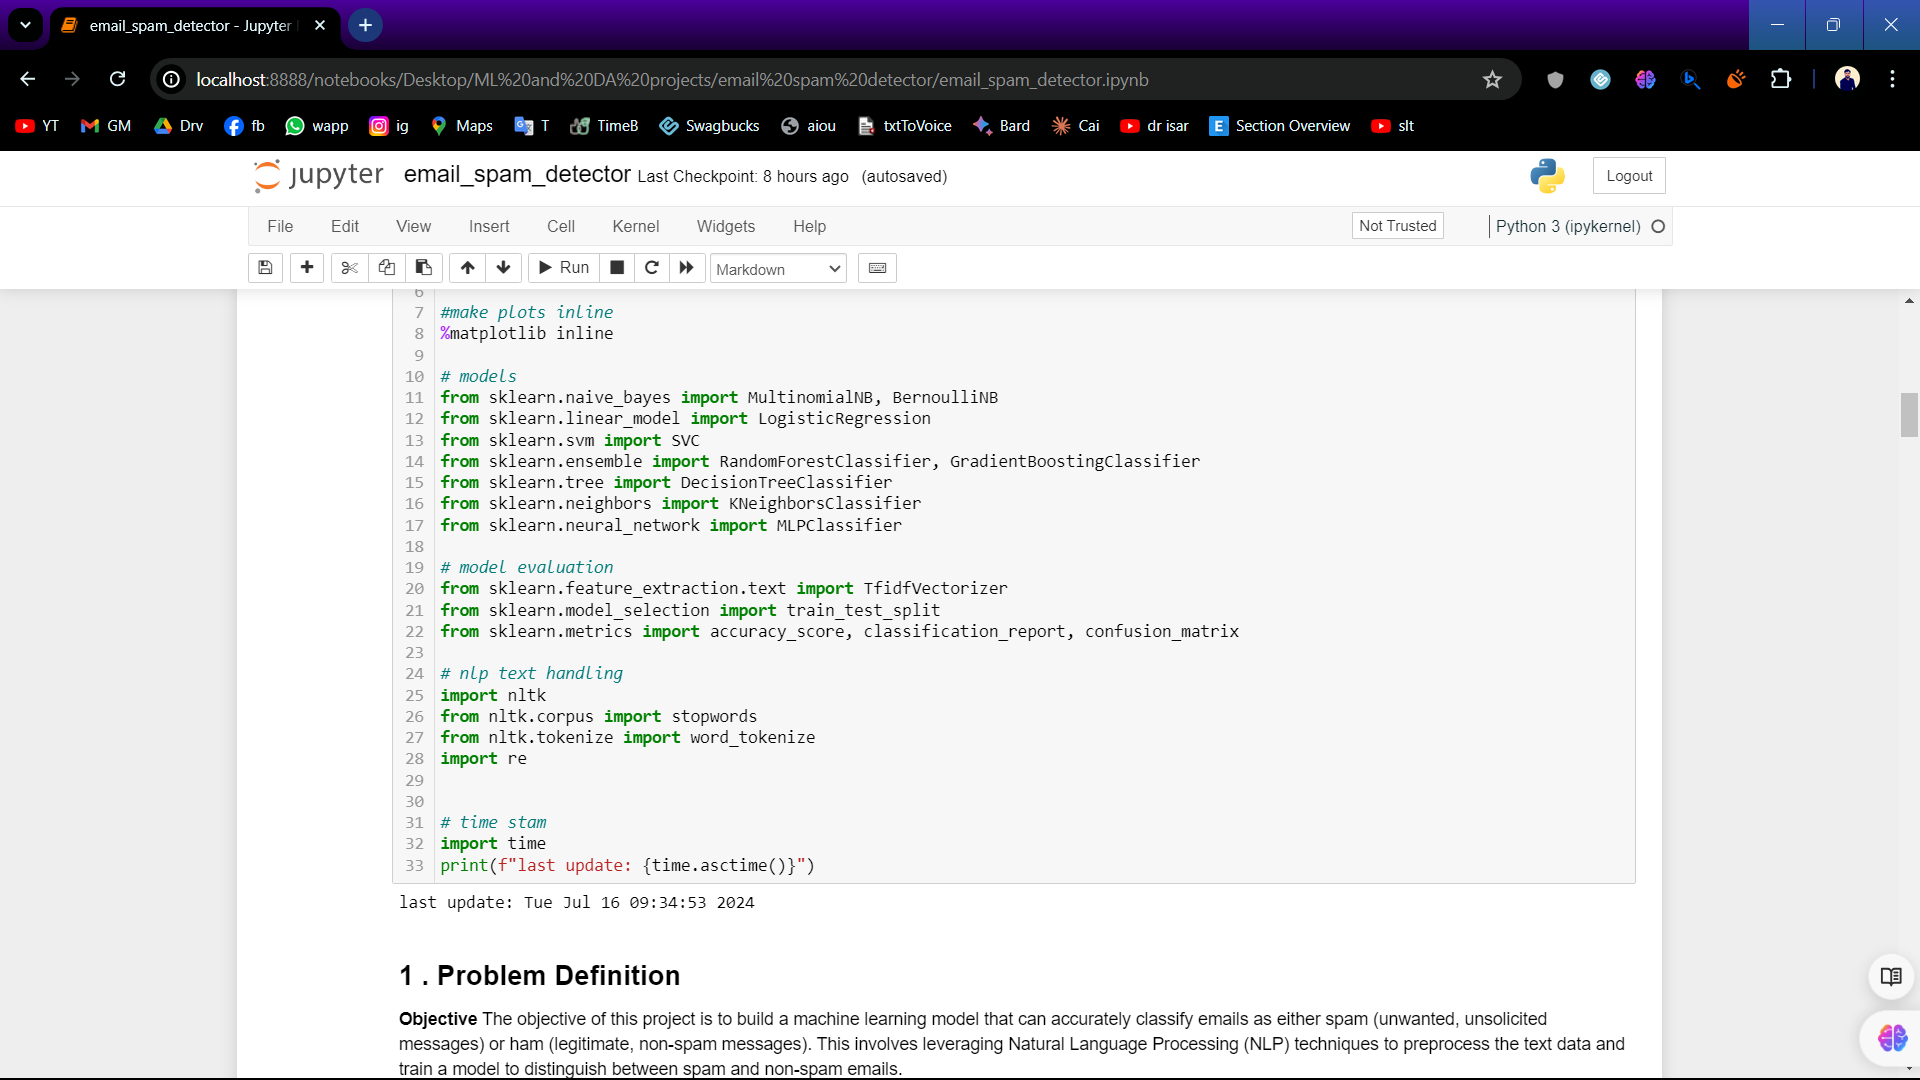 email_spam_detector - Jupyter
localhost:8888/notebooks/Desktop/ML%20and%20DA%20projects/email%20spam%20detector/email_spam_detector.ipynb
YT GM Drv fb wapp ig Maps T TimeB Swagbucks aiou txtToVoice Bard Cai dr isar Section Overview slt
jupyter email_spam_detector Last Checkpoint: 8 hours ago (autosaved) Logout
File Edit View Insert Cell Kernel Widgets Help Not Trusted Python 3 (ipykernel)
Run Markdown
6
7 #make plots inline
8 %matplotlib inline
9
10 # models
11 from sklearn.naive_bayes import MultinomialNB, BernoulliNB
12 from sklearn.linear_model import LogisticRegression
13 from sklearn.svm import SVC
14 from sklearn.ensemble import RandomForestClassifier, GradientBoostingClassifier
15 from sklearn.tree import DecisionTreeClassifier
16 from sklearn.neighbors import KNeighborsClassifier
17 from sklearn.neural_network import MLPClassifier
18
19 # model evaluation
20 from sklearn.feature_extraction.text import TfidfVectorizer
21 from sklearn.model_selection import train_test_split
22 from sklearn.metrics import accuracy_score, classification_report, confusion_matrix
23
24 # nlp text handling
25 import nltk
26 from nltk.corpus import stopwords
27 from nltk.tokenize import word_tokenize
28 import re
29
30
31 # time stam
32 import time
33 print(f"last update: {time.asctime()}")
last update: Tue Jul 16 09:34:53 2024
1 . Problem Definition
Objective The objective of this project is to build a machine learning model that can accurately classify emails as either spam (unwanted, unsolicited
messages) or ham (legitimate, non-spam messages). This involves leveraging Natural Language Processing (NLP) techniques to preprocess the text data and
train a model to distinguish between spam and non-spam emails.